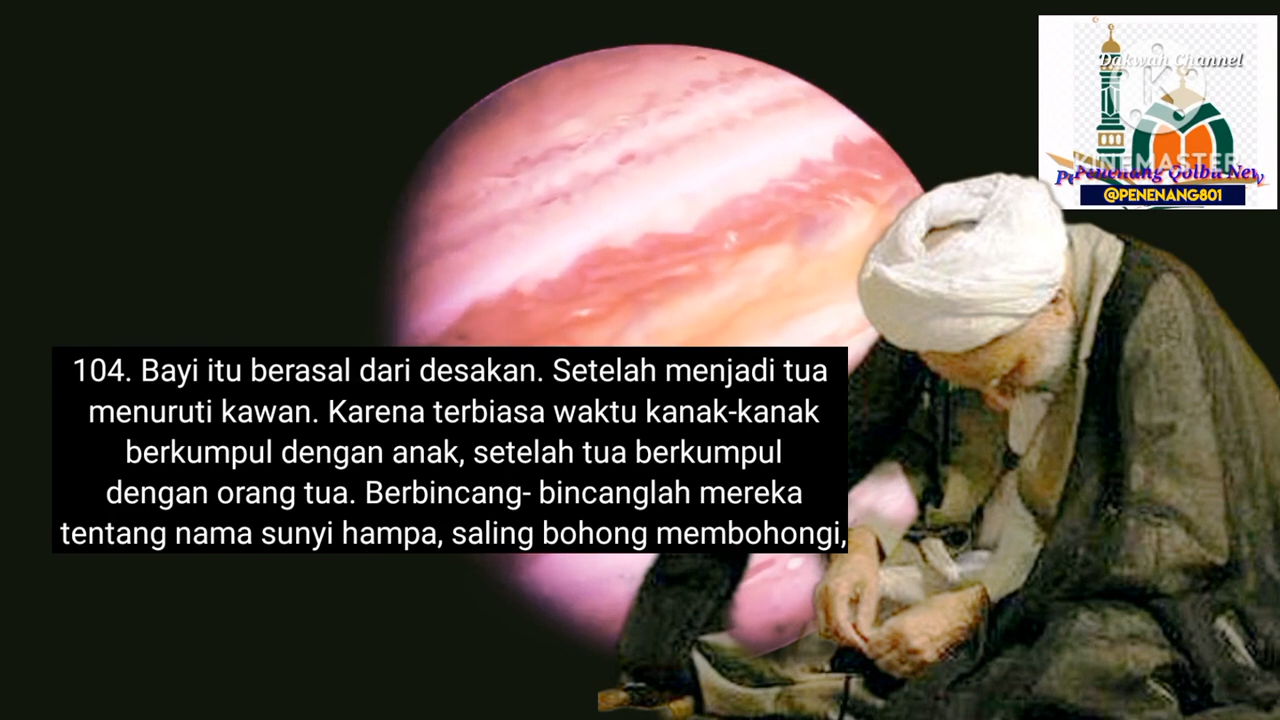 Dakwah Channel
KINEMASTER
Penenang Qolbu New
@PENENANG801
104. Bayi itu berasal dari desakan. Setelah menjadi tua
menuruti kawan. Karena terbiasa waktu kanak-kanak
berkumpul dengan anak, setelah tua berkumpul
dengan orang tua. Berbincang- bincanglah mereka
tentang nama sunyi hampa, saling bohong membohongi,